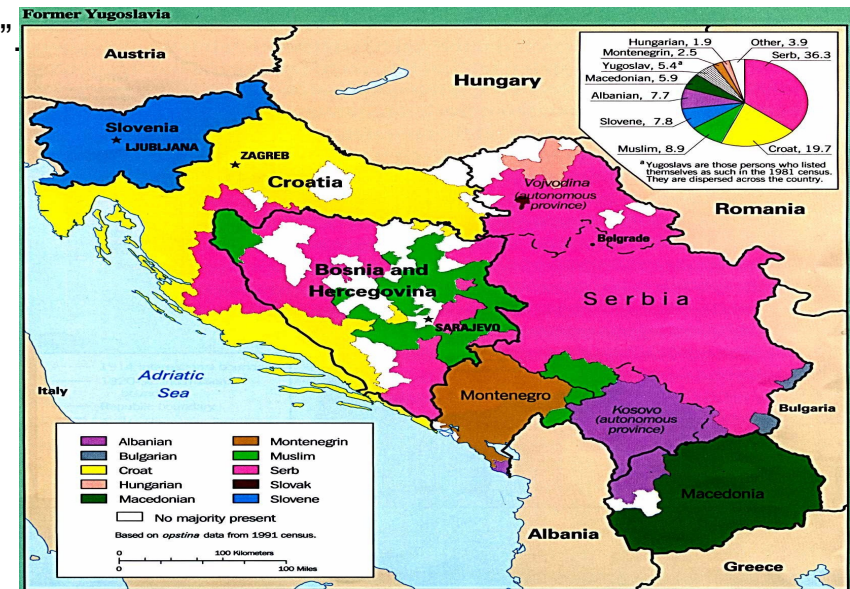 Former Yugoslavia
”
.
Austria
Hungary
Hungarian, 1.9
Other, 3.9
Montenegrin, 2.5
Serb, 36.3
Yugoslav, 5.4ᵃ
Macedonian, 5.9
Albanian, 7.7
Slovene, 7.8
Muslim, 8.9
Croat, 19.7
ᵃ Yugoslavs are those persons who listed
themselves as such in the 1981 census.
They are dispersed across the country.
Slovenia
LJUBLJANA
ZAGREB
Croatia
Vojvodina
(autonomous
province)
Romania
Belgrade
Bosnia and
Hercegovina
Serbia
SARAJEVO
Adriatic
Sea
Italy
Montenegro
Kosovo
(autonomous
province)
Bulgaria
Albanian
Montenegrin
Bulgarian
Muslim
Croat
Serb
Hungarian
Slovak
Macedonian
Slovene
No majority present
Based on opstina data from 1991 census.
0 100 Kilometers
0 100 Miles
Macedonia
Albania
Greece